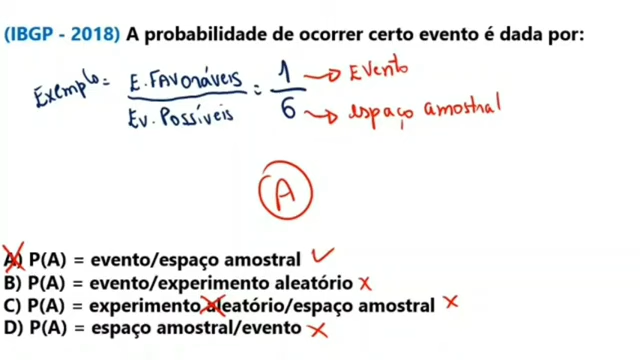 (IBGP - 2018) A probabilidade de ocorrer certo evento é dada por:
Exemplo = E. Favoráveis / Ev. Possíveis = 1/6
→ Evento
→ espaço amostral
A
A) P(A) = evento/espaço amostral ✓
B) P(A) = evento/experimento aleatório x
C) P(A) = experimento aleatório/espaço amostral x
D) P(A) = espaço amostral/evento x